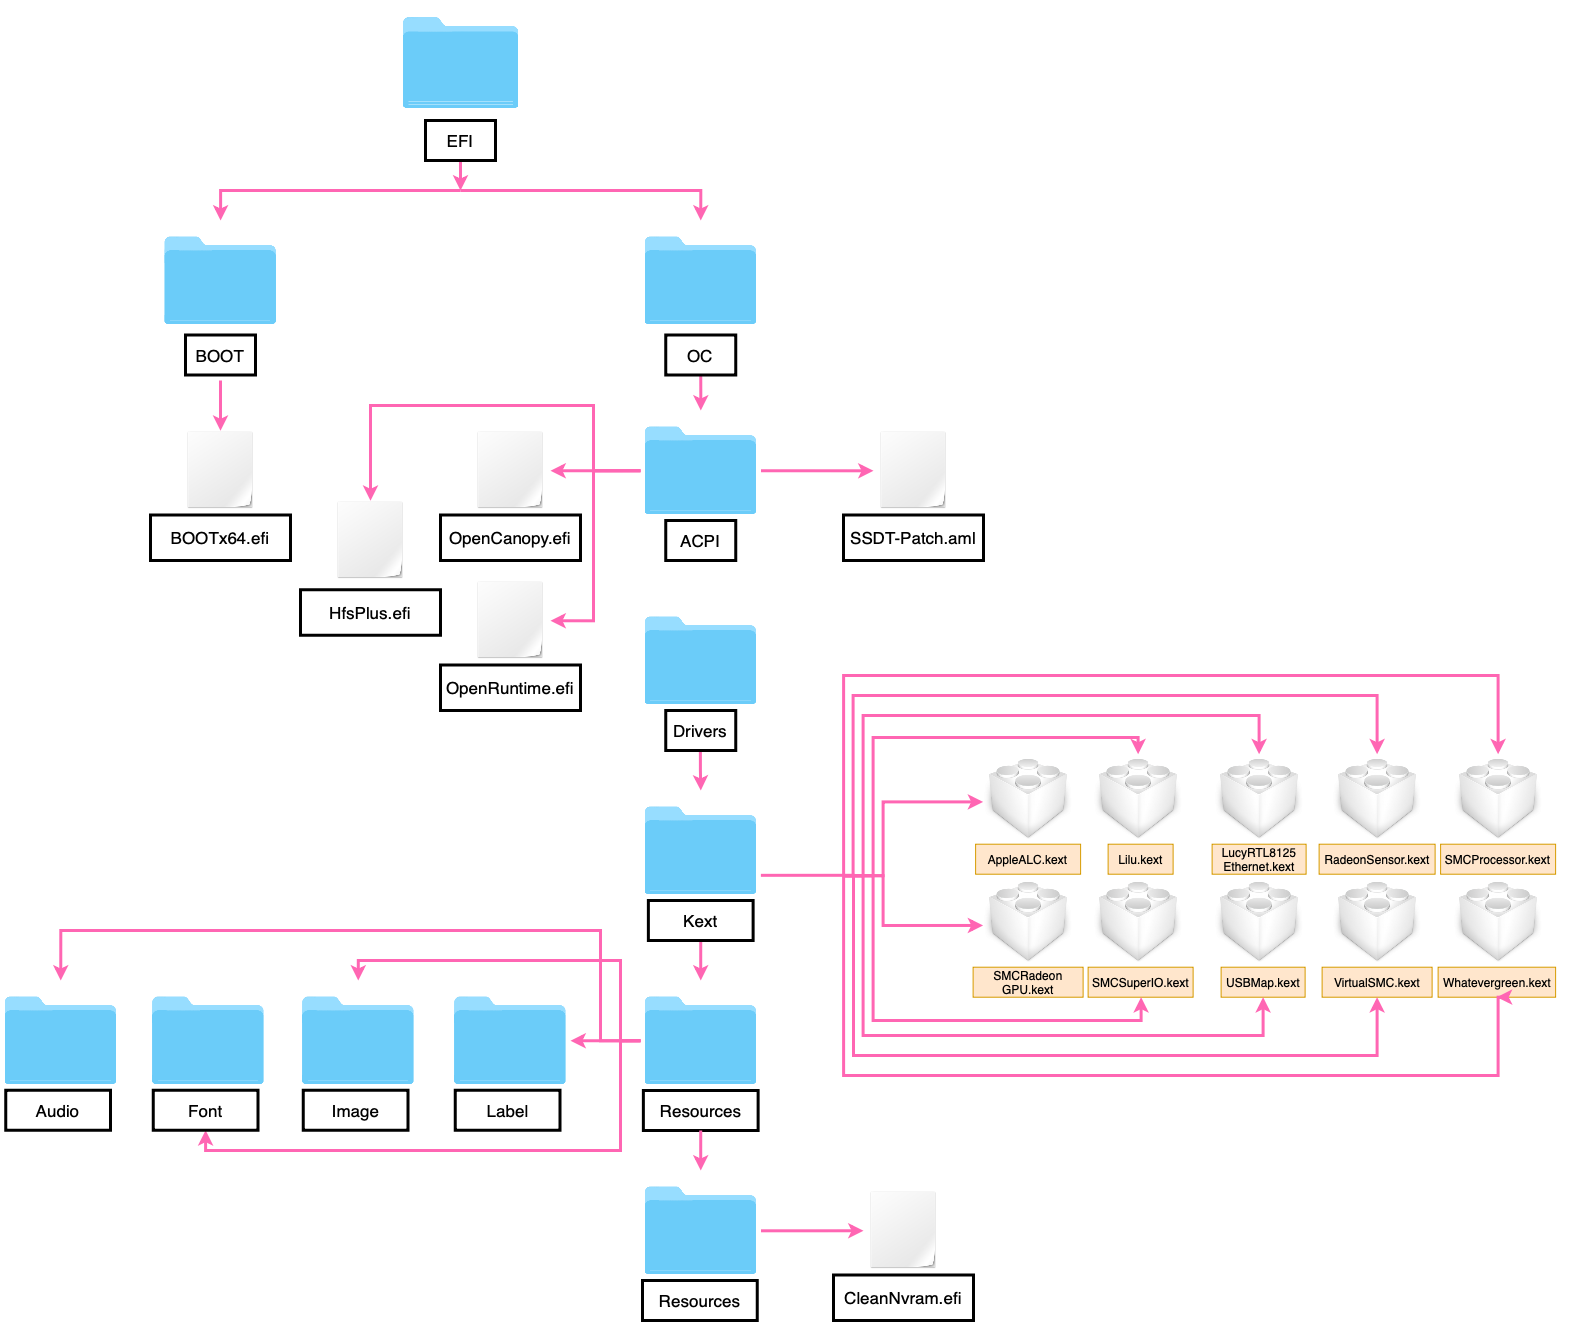 EFI
BOOT
OC
BOOTx64.efi
OpenCanopy.efi
ACPI
SSDT-Patch.aml
HfsPlus.efi
OpenRuntime.efi
Drivers
AppleALC.kext
Lilu.kext
LucyRTL8125
Ethernet.kext
RadeonSensor.kext
SMCProcessor.kext
Kext
SMCRadeon
GPU.kext
SMCSuperIO.kext
USBMap.kext
VirtualSMC.kext
Whatevergreen.kext
Audio
Font
Image
Label
Resources
Resources
CleanNvram.efi